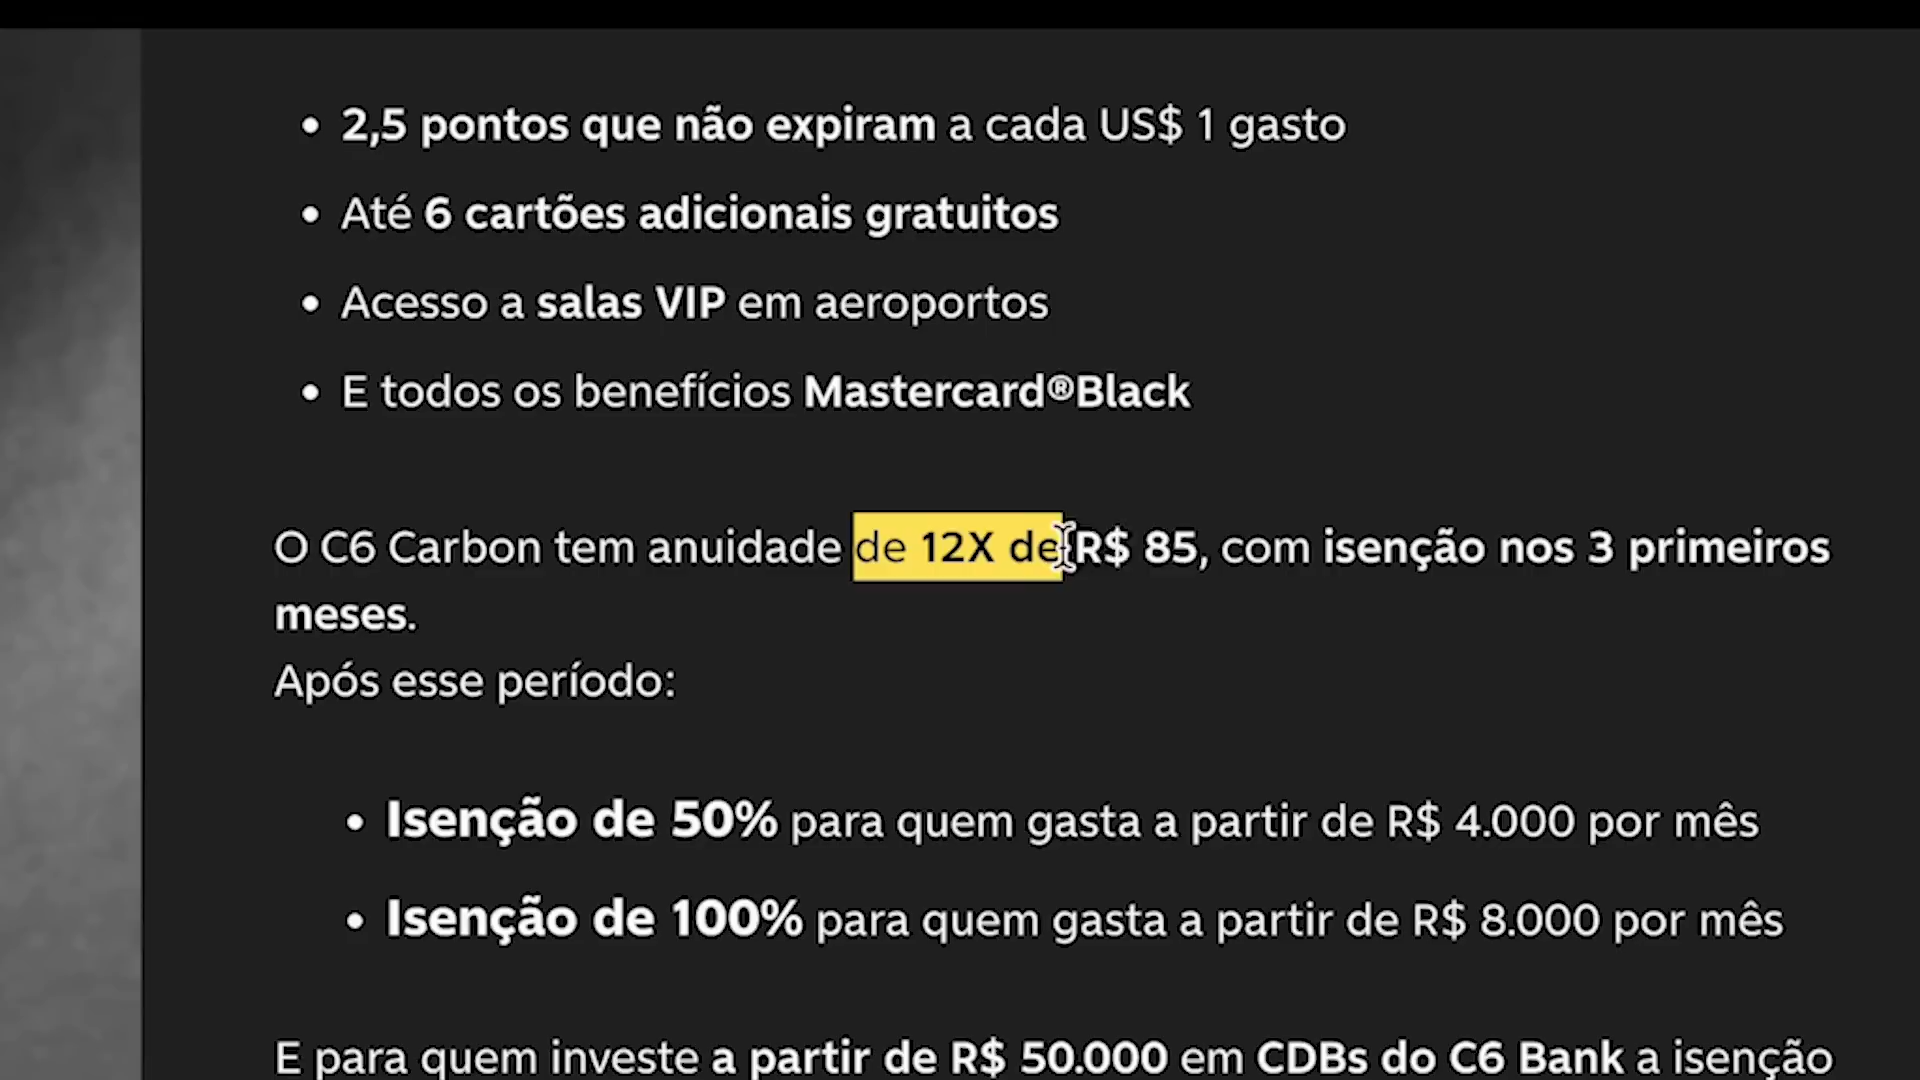 2,5 pontos que não expiram a cada US$ 1 gasto
Até 6 cartões adicionais gratuitos
Acesso a salas VIP em aeroportos
E todos os benefícios Mastercard®Black
O C6 Carbon tem anuidade de 12X de R$ 85, com isenção nos 3 primeiros
meses.
Após esse período:
Isenção de 50% para quem gasta a partir de R$ 4.000 por mês
Isenção de 100% para quem gasta a partir de R$ 8.000 por mês
E para quem investe a partir de R$ 50.000 em CDBs do C6 Bank a isenção